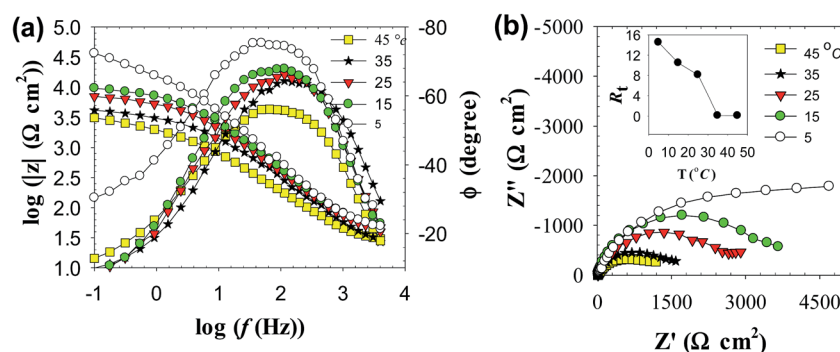 (a)
5.0
4.5
4.0
3.5
3.0
2.5
2.0
1.5
1.0
log (|z| (Ω cm²)
-1 0 1 2 3 4
log (f (Hz))
-80
-60
-40
-20
ϕ (degree)
45 °c
35
25
15
5
(b)
-5000
-4000
-3000
-2000
-1000
0
Z'' (Ω cm²)
0 1500 3000 4500
Z' (Ω cm²)
16
12
8
4
0
Rt
0 10 20 30 40 50
T (°C)
45 °C
35
25
15
5